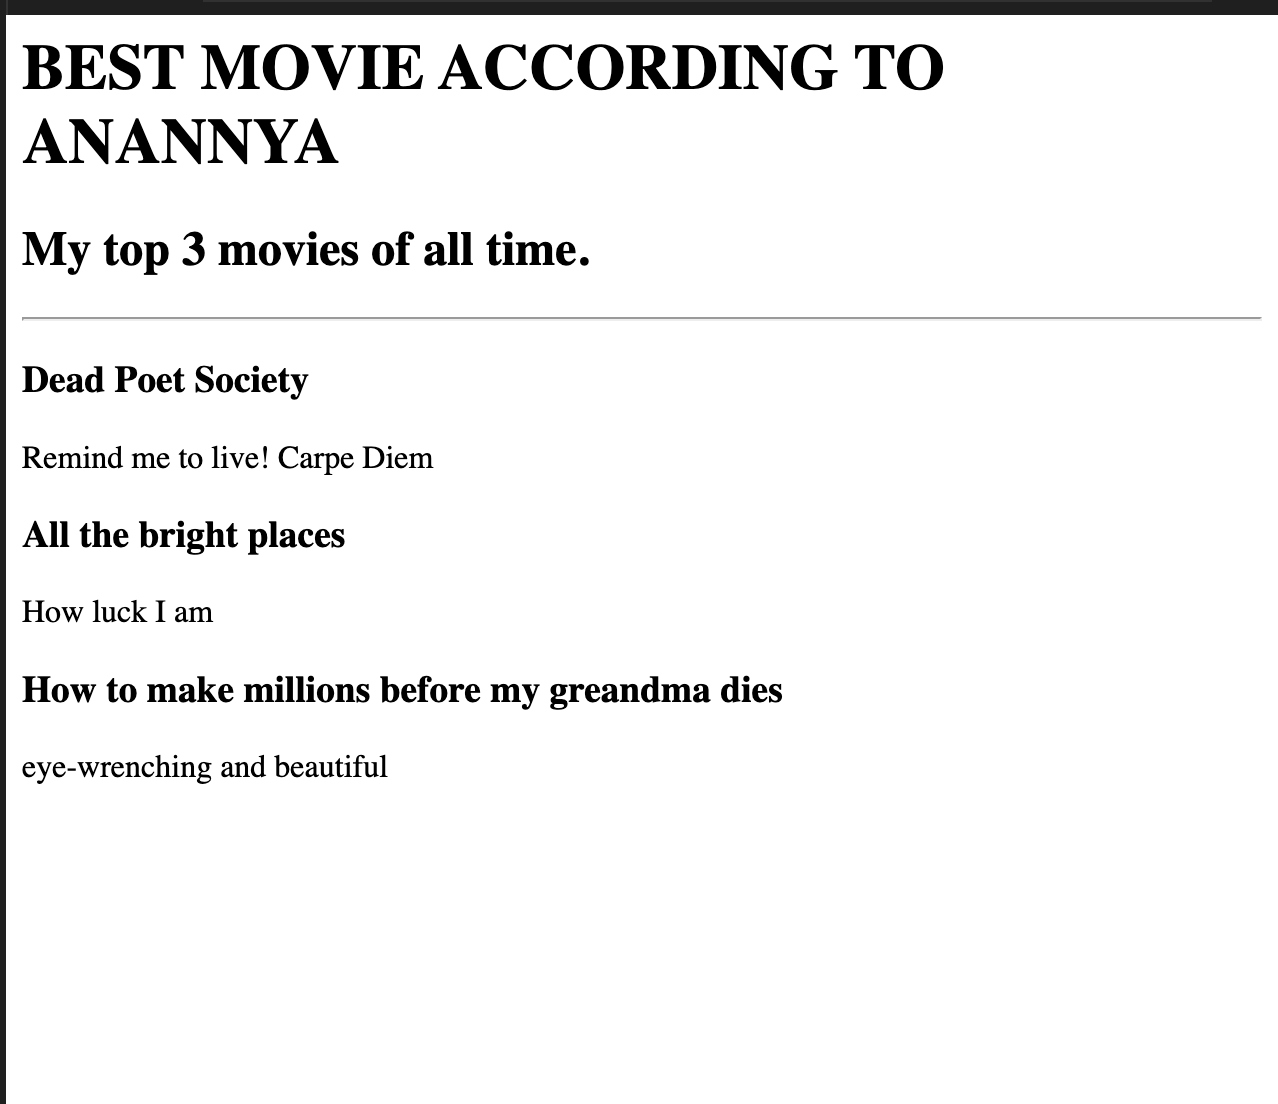 BEST MOVIE ACCORDING TO
ANANNYA
My top 3 movies of all time.
Dead Poet Society
Remind me to live! Carpe Diem
All the bright places
How luck I am
How to make millions before my greandma dies
eye-wrenching and beautiful